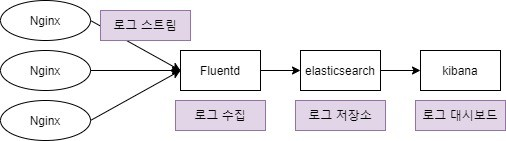 Nginx
로그 스트림
Nginx
Fluentd
elasticsearch
kibana
Nginx
로그 수집
로그 저장소
로그 대시보드